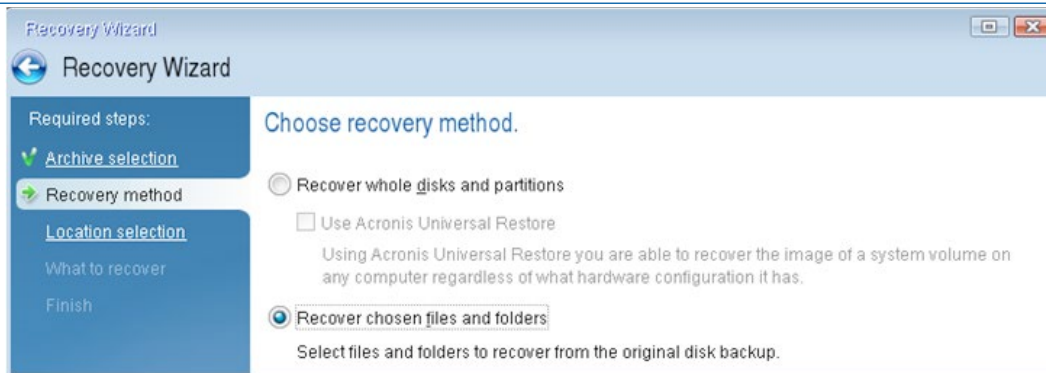 Recovery Wizard
Recovery Wizard
Required steps:
Archive selection
Recovery method
Location selection
What to recover
Finish
Choose recovery method.
Recover whole disks and partitions
Use Acronis Universal Restore
Using Acronis Universal Restore you are able to recover the image of a system volume on
any computer regardless of what hardware configuration it has.
Recover chosen files and folders
Select files and folders to recover from the original disk backup.